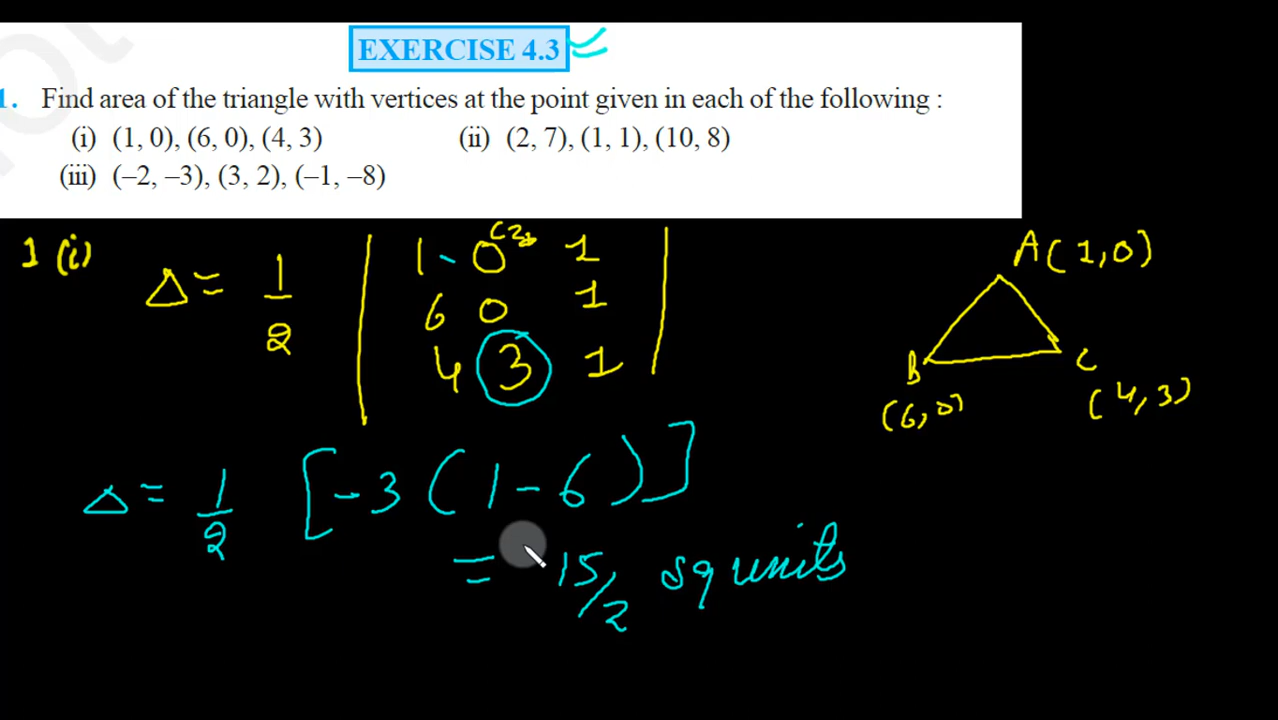 EXERCISE 4.3
1. Find area of the triangle with vertices at the point given in each of the following :
(i) (1, 0), (6, 0), (4, 3) (ii) (2, 7), (1, 1), (10, 8)
(iii) (–2, –3), (3, 2), (–1, –8)
1 (i)
Δ = 1/2
1 0 1
6 0 1
4 3 1
A (1, 0)
B
(6, 0)
C
(4, 3)
Δ = 1/2 [-3 (1 - 6)]
= 15/2 sq units